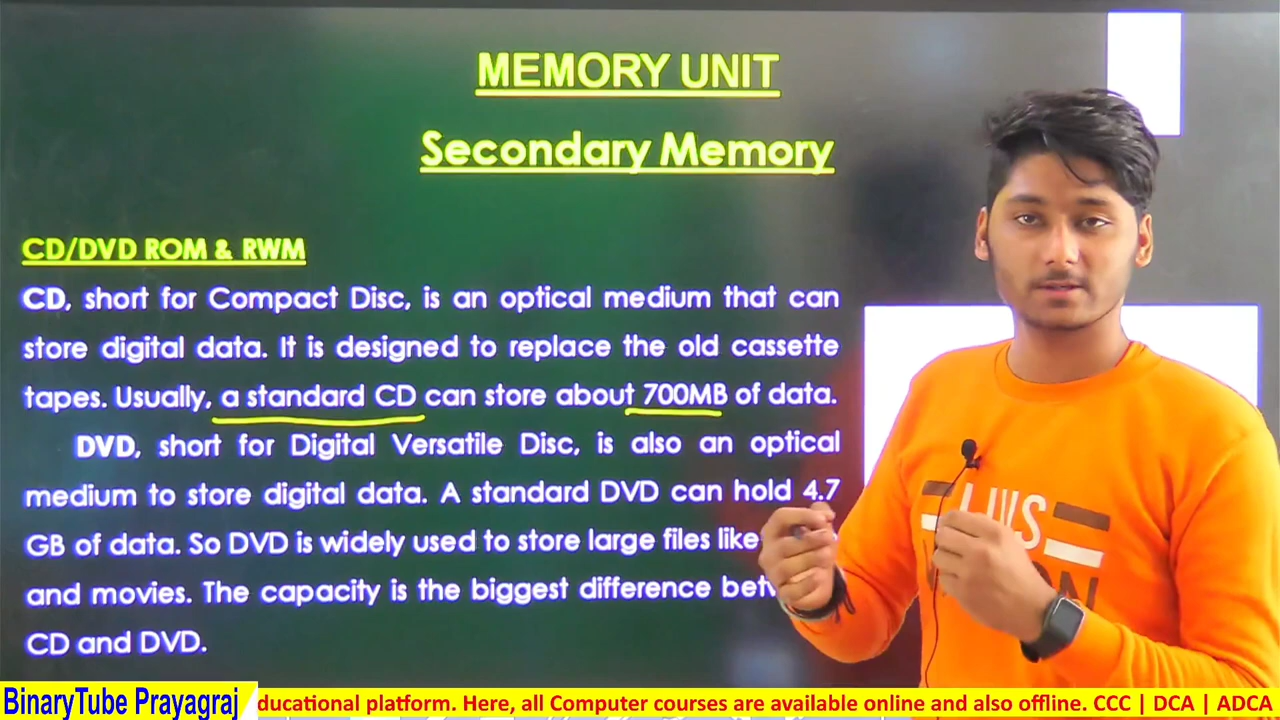 MEMORY UNIT
Secondary Memory
CD/DVD ROM & RWM
CD, short for Compact Disc, is an optical medium that can
store digital data. It is designed to replace the old cassette
tapes. Usually, a standard CD can store about 700MB of data.
DVD, short for Digital Versatile Disc, is also an optical
medium to store digital data. A standard DVD can hold 4.7
GB of data. So DVD is widely used to store large files like
and movies. The capacity is the biggest difference
CD and DVD.
BinaryTube Prayagraj
ducational platform. Here, all Computer courses are available online and also offline. CCC | DCA | ADCA